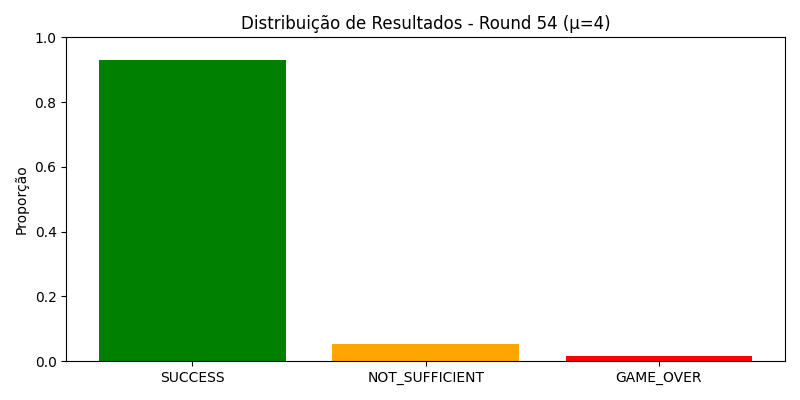 Distribuição de Resultados - Round 54 (μ=4)
Proporção
1.0
0.8
0.6
0.4
0.2
0.0
SUCCESS
NOT_SUFFICIENT
GAME_OVER